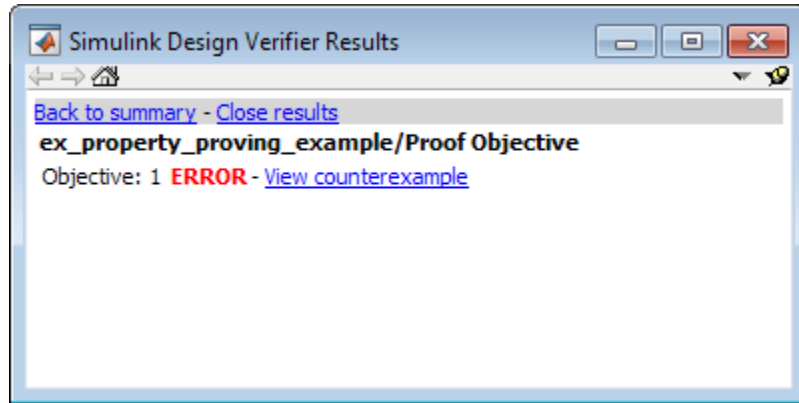 Simulink Design Verifier Results
Back to summary - Close results
ex_property_proving_example/Proof Objective
Objective: 1 ERROR - View counterexample